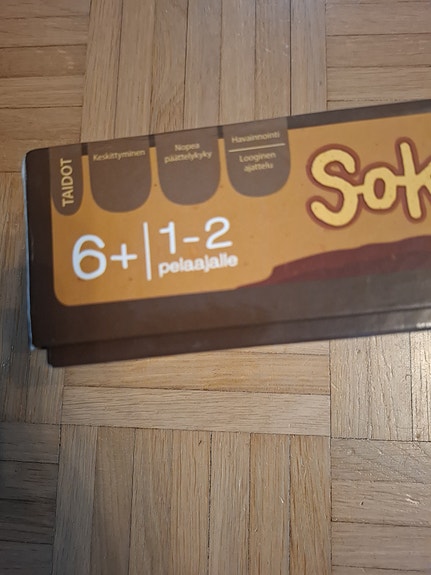 TAIDOT
Keskittyminen
Nopea
päättelykyky
Havainnointi
Looginen
ajattelu
Sok
6+
1-2
pelaajalle